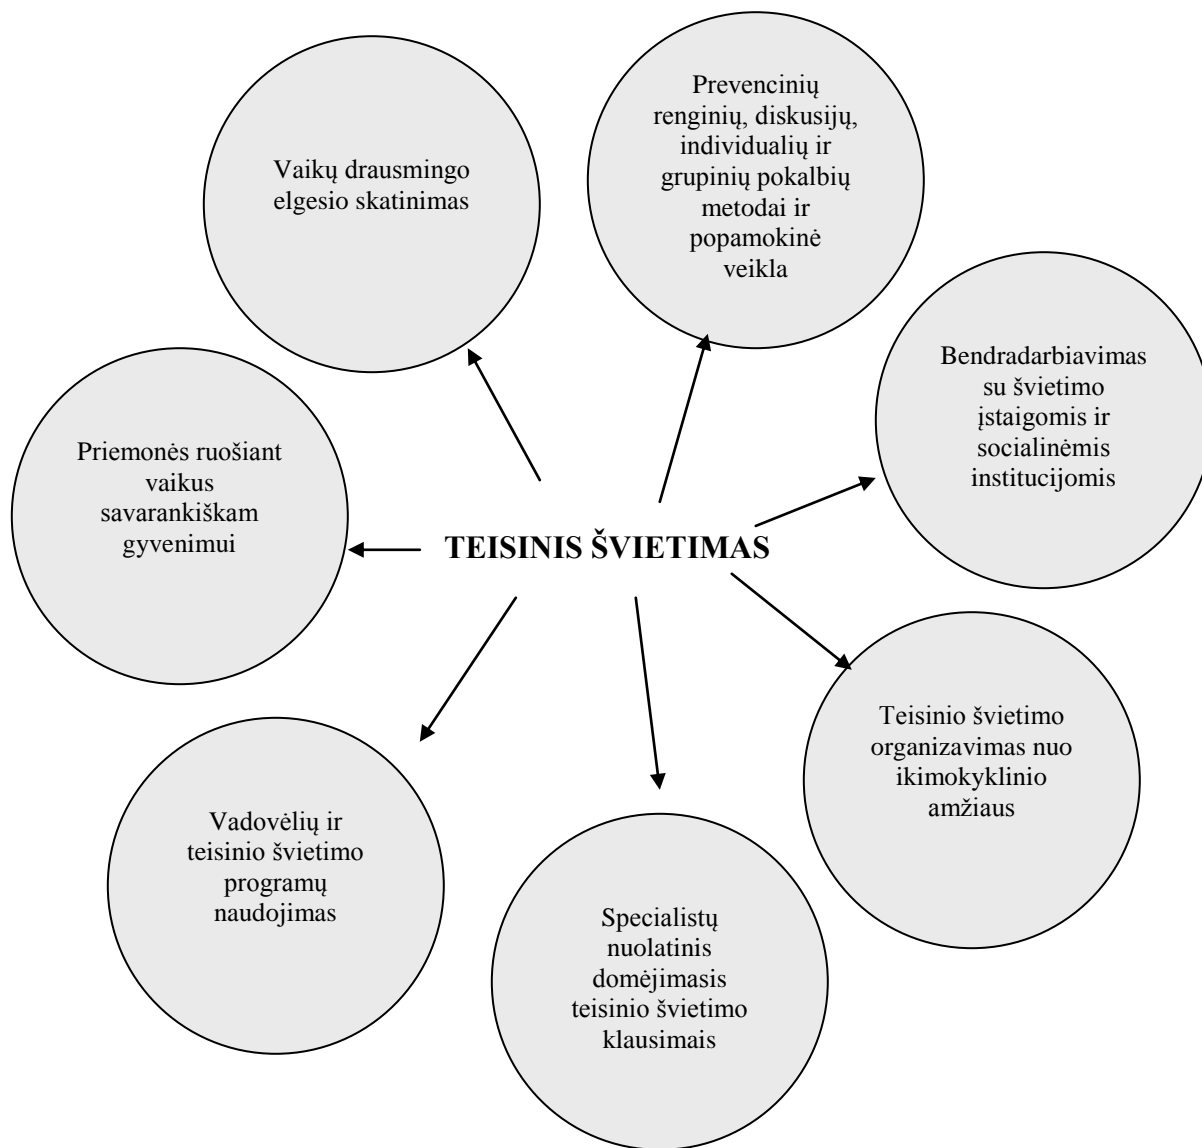 Prevencinių
renginių, diskusijų,
individualių ir
grupinių pokalbių
metodai ir
popamokinė
veikla
Vaikų drausmingo
elgesio skatinimas
Bendradarbiavimas
su švietimo
įstaigomis ir
socialinėmis
institucijomis
Priemonės ruošiant
vaikus
savarankiškam
gyvenimui
TEISINIS ŠVIETIMAS
Teisinio švietimo
organizavimas nuo
ikimokyklinio
amžiaus
Vadovėlių ir
teisinio švietimo
programų
naudojimas
Specialistų
nuolatinis
domėjimasis
teisinio švietimo
klausimais